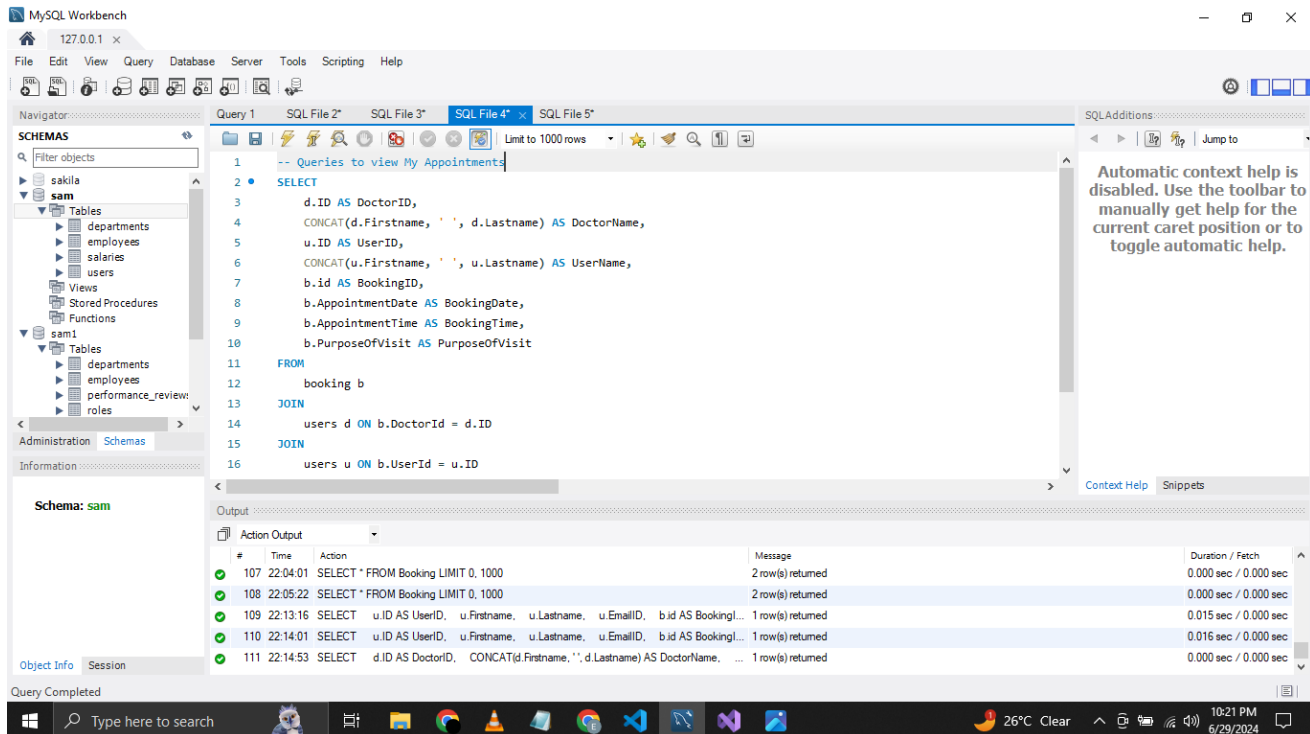 MySQL Workbench
127.0.0.1 ×
File Edit View Query Database Server Tools Scripting Help
Navigator
SCHEMAS
Filter objects
sakila
sam
Tables
departments
employees
salaries
users
Views
Stored Procedures
Functions
sam1
Tables
departments
employees
performance_reviews
roles
Administration Schemas
Information
Schema: sam
Object Info Session
Query 1 SQL File 2* SQL File 3* SQL File 4* × SQL File 5*
Limit to 1000 rows
1 -- Queries to view My Appointments
2 SELECT
3 d.ID AS DoctorID,
4 CONCAT(d.Firstname, ' ', d.Lastname) AS DoctorName,
5 u.ID AS UserID,
6 CONCAT(u.Firstname, ' ', u.Lastname) AS UserName,
7 b.id AS BookingID,
8 b.AppointmentDate AS BookingDate,
9 b.AppointmentTime AS BookingTime,
10 b.PurposeOfVisit AS PurposeOfVisit
11 FROM
12 booking b
13 JOIN
14 users d ON b.DoctorId = d.ID
15 JOIN
16 users u ON b.UserId = u.ID
SQLAdditions
Jump to
Automatic context help is
disabled. Use the toolbar to
manually get help for the
current caret position or to
toggle automatic help.
Context Help Snippets
Output
Action Output
# Time Action Message Duration / Fetch
107 22:04:01 SELECT * FROM Booking LIMIT 0, 1000 2 row(s) returned 0.000 sec / 0.000 sec
108 22:05:22 SELECT * FROM Booking LIMIT 0, 1000 2 row(s) returned 0.000 sec / 0.000 sec
109 22:13:16 SELECT u.ID AS UserID, u.Firstname, u.Lastname, u.EmailID, b.id AS BookingI... 1 row(s) returned 0.015 sec / 0.000 sec
110 22:14:01 SELECT u.ID AS UserID, u.Firstname, u.Lastname, u.EmailID, b.id AS BookingI... 1 row(s) returned 0.016 sec / 0.000 sec
111 22:14:53 SELECT d.ID AS DoctorID, CONCAT(d.Firstname, ' ', d.Lastname) AS DoctorName, ... 1 row(s) returned 0.000 sec / 0.000 sec
Query Completed
Type here to search
26°C Clear
10:21 PM
6/29/2024